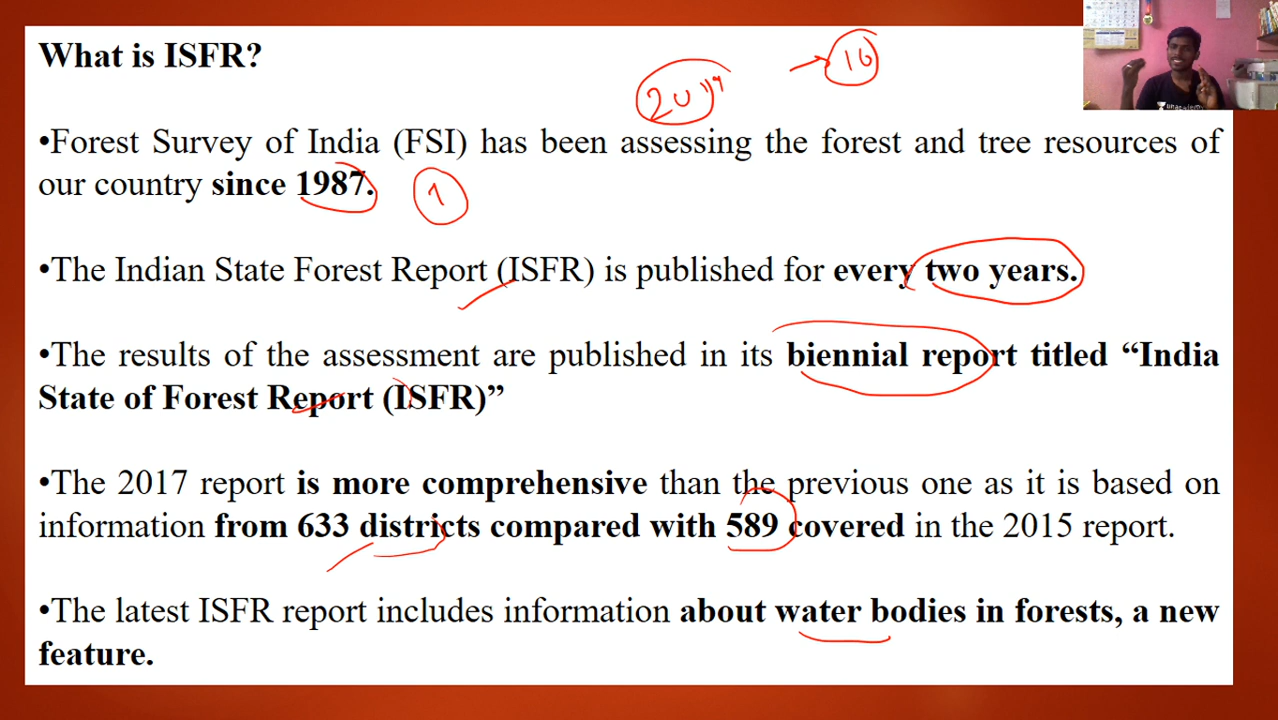 What is ISFR?
16
•Forest Survey of India (FSI) has been assessing the forest and tree resources of
our country since 1987.
1
•The Indian State Forest Report (ISFR) is published for every two years.
•The results of the assessment are published in its biennial report titled “India
State of Forest Report (ISFR)”
•The 2017 report is more comprehensive than the previous one as it is based on
information from 633 districts compared with 589 covered in the 2015 report.
•The latest ISFR report includes information about water bodies in forests, a new
feature.